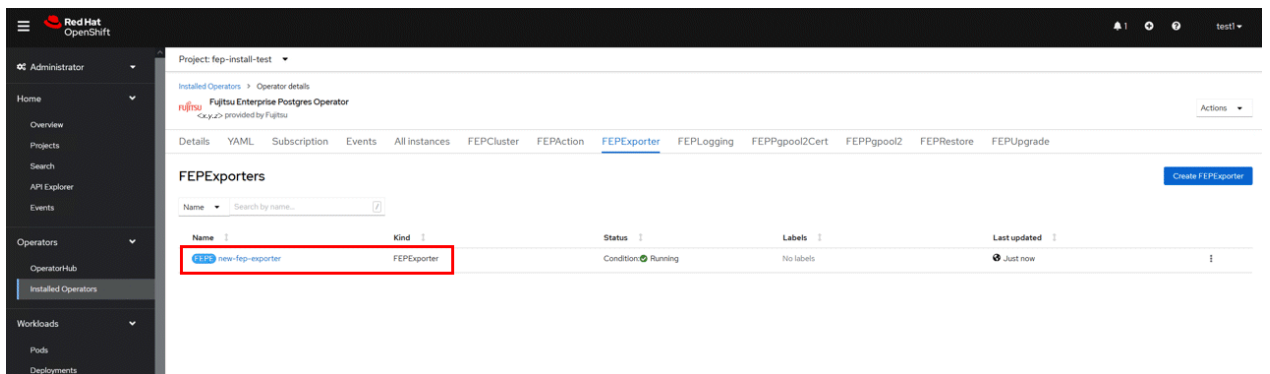 Red Hat
OpenShift
1
test1
Administrator
Project: fep-install-test
Home
Overview
Projects
Search
API Explorer
Events
Operators
OperatorHub
Installed Operators
Workloads
Pods
Deployments
Installed Operators > Operator details
FUJITSU Fujitsu Enterprise Postgres Operator
<x.y.z> provided by Fujitsu
Actions
Details YAML Subscription Events All instances FEPCluster FEPAction FEPExporter FEPLogging FEPPgpool2Cert FEPPgpool2 FEPRestore FEPUpgrade
FEPExporters
Create FEPExporter
Name Search by name... /
Name Kind Status Labels Last updated
FEPE new-fep-exporter FEPExporter Condition: Running No labels Just now